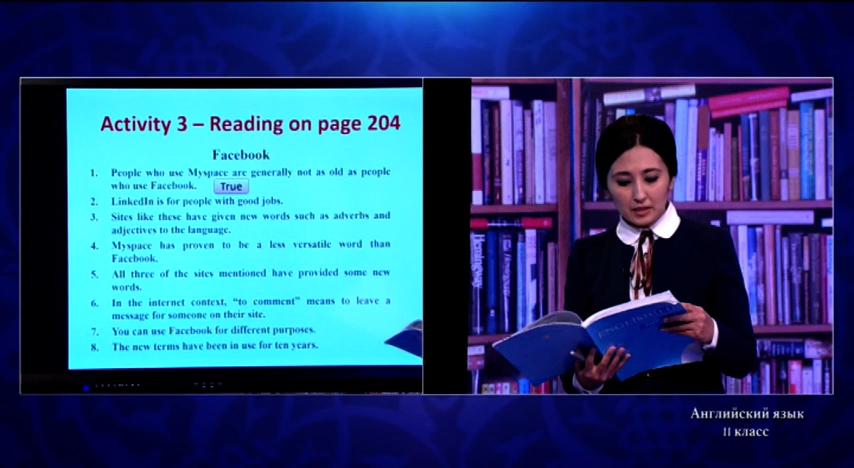 Activity 3 – Reading on page 204
Facebook
1. People who use Myspace are generally not as old as people
who use Facebook. True
2. LinkedIn is for people with good jobs.
3. Sites like these have given new words such as adverbs and
adjectives to the language.
4. Myspace has proven to be a less versatile word than
Facebook.
5. All three of the sites mentioned have provided some new
words.
6. In the internet context, “to comment” means to leave a
message for someone on their site.
7. You can use Facebook for different purposes.
8. The new terms have been in use for ten years.
Hemingway
Английский язык
II класс